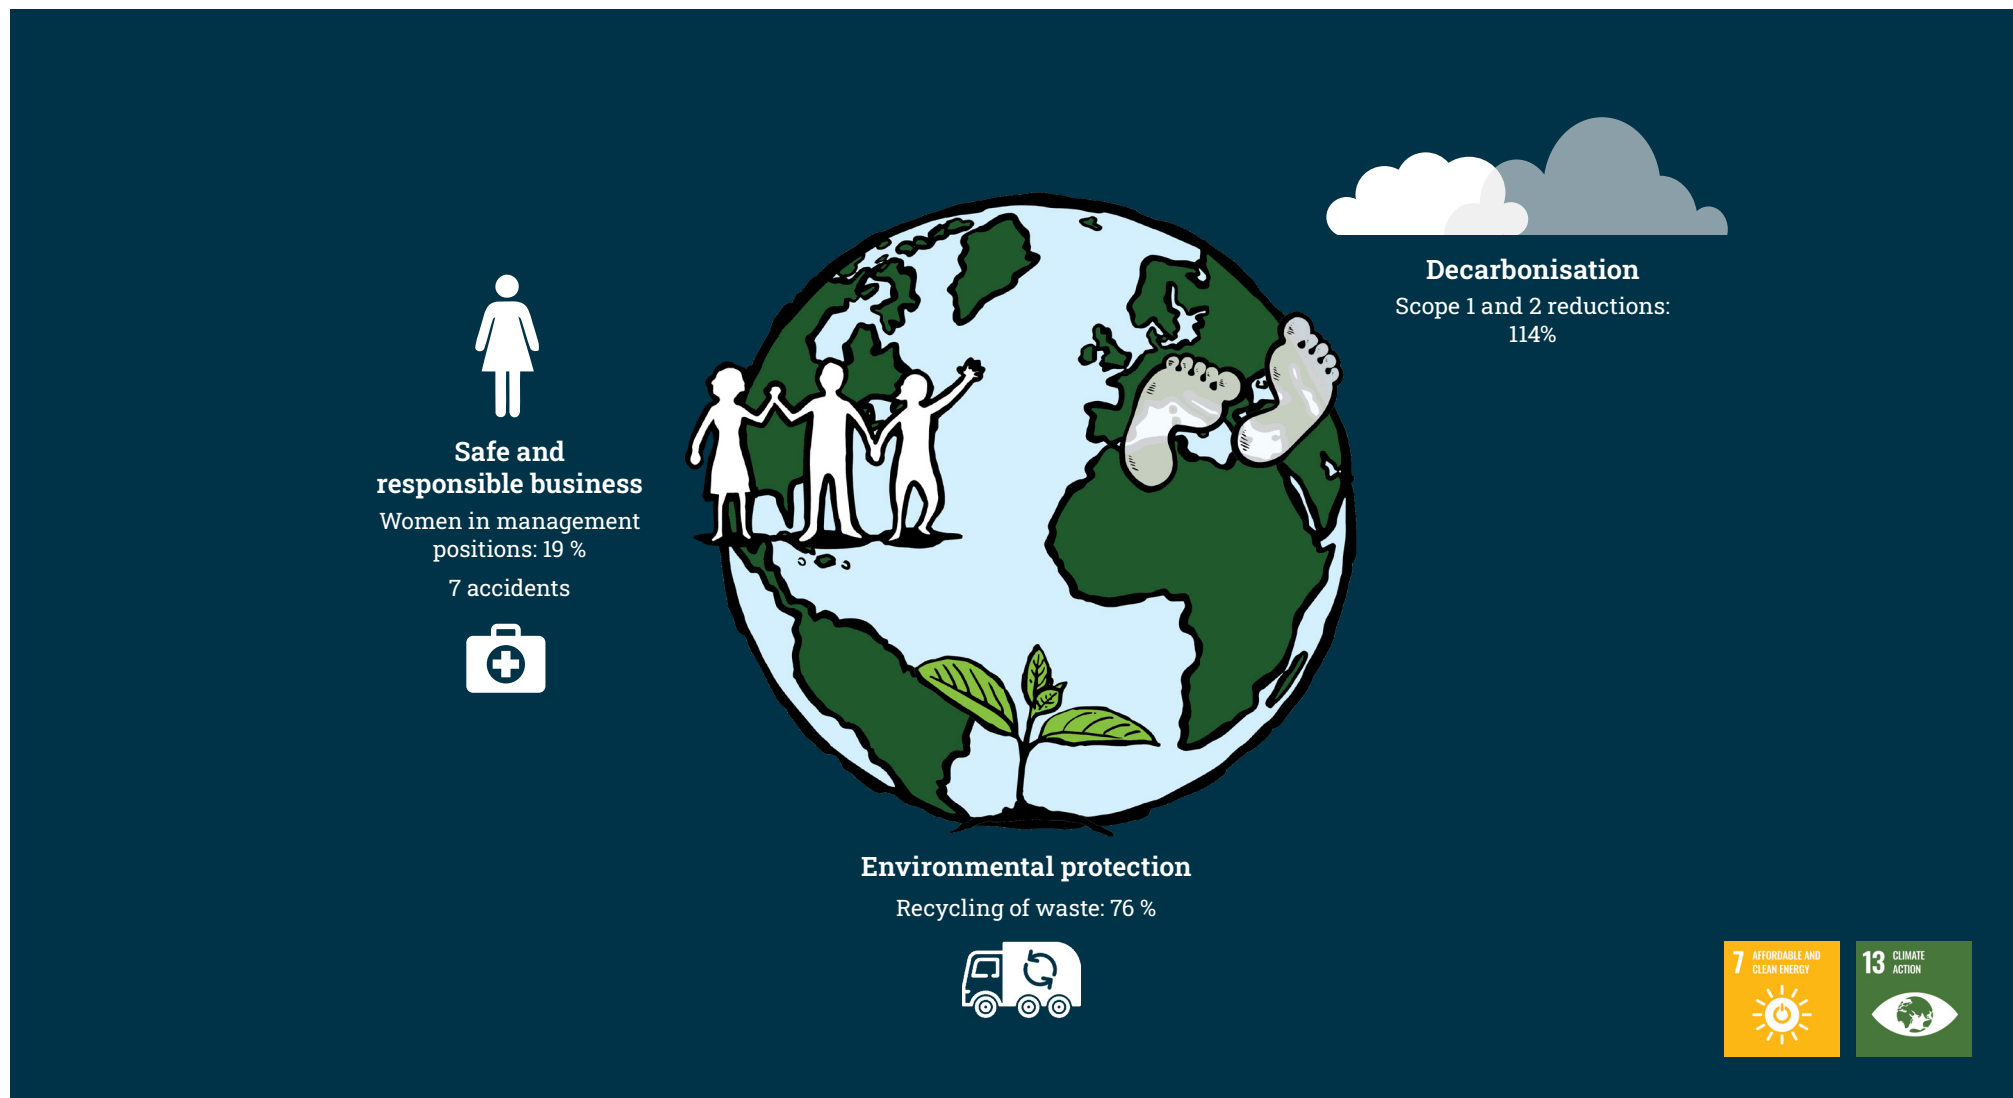 Decarbonisation
Scope 1 and 2 reductions:
114%
Safe and
responsible business
Women in management
positions: 19 %
7 accidents
Environmental protection
Recycling of waste: 76 %
7 AFFORDABLE AND
CLEAN ENERGY
13 CLIMATE
ACTION